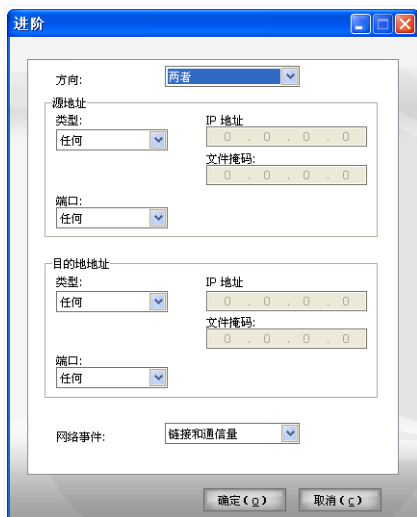 进阶
方向: 两者
源地址
类型: IP 地址
任何 0 . 0 . 0 . 0
文件掩码:
0 . 0 . 0 . 0
端口:
任何
目的地地址
类型: IP 地址
任何 0 . 0 . 0 . 0
文件掩码:
0 . 0 . 0 . 0
端口:
任何
网络事件: 链接和通信量
确定(O) 取消(C)